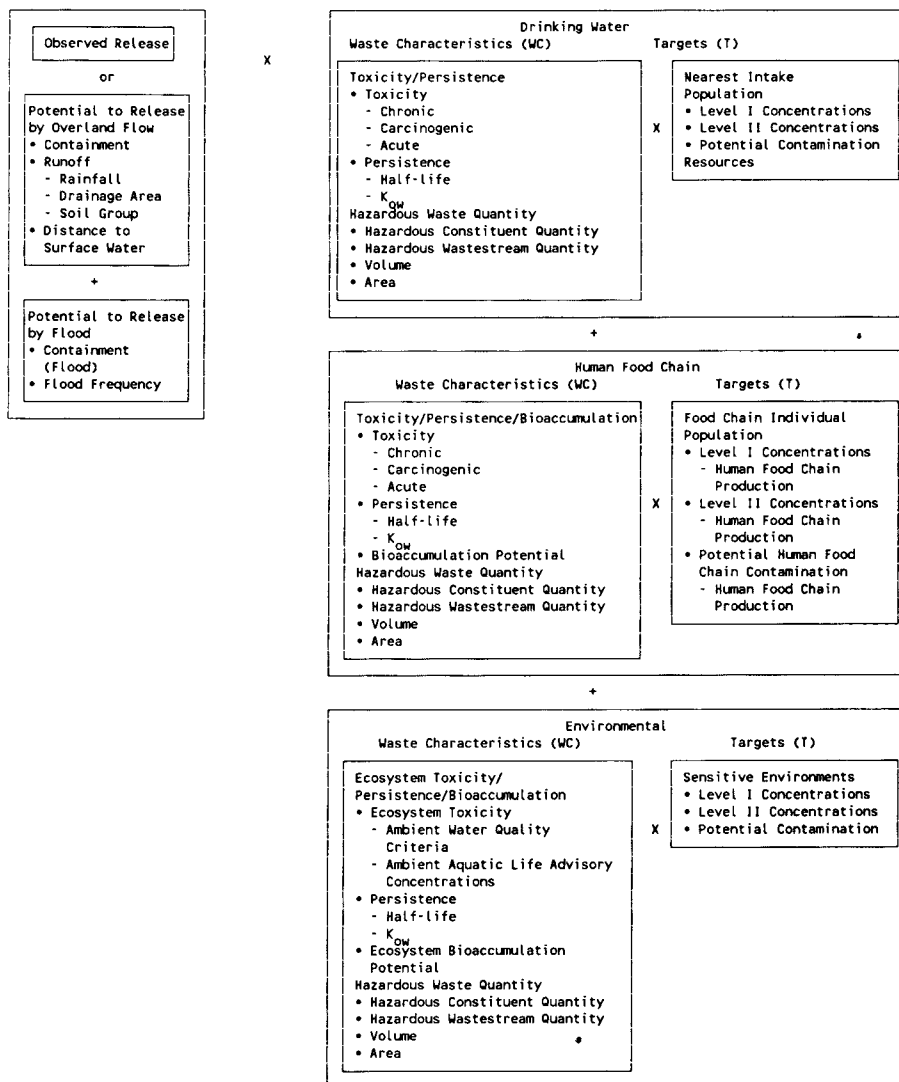 Observed Release
or
Potential to Release
by Overland Flow
• Containment
• Runoff
- Rainfall
- Drainage Area
- Soil Group
• Distance to
Surface Water
+
Potential to Release
by Flood
• Containment
(Flood)
• Flood Frequency
X
Drinking Water
Waste Characteristics (WC)
Targets (T)
Toxicity/Persistence
• Toxicity
- Chronic
- Carcinogenic
- Acute
• Persistence
- Half-life
- Kow
Hazardous Waste Quantity
• Hazardous Constituent Quantity
• Hazardous Wastestream Quantity
• Volume
• Area
X
Nearest Intake
Population
• Level I Concentrations
• Level II Concentrations
• Potential Contamination
Resources
+
Human Food Chain
Waste Characteristics (WC)
Targets (T)
Toxicity/Persistence/Bioaccumulation
• Toxicity
- Chronic
- Carcinogenic
- Acute
• Persistence
- Half-life
- Kow
• Bioaccumulation Potential
Hazardous Waste Quantity
• Hazardous Constituent Quantity
• Hazardous Wastestream Quantity
• Volume
• Area
X
Food Chain Individual
Population
• Level I Concentrations
- Human Food Chain
Production
• Level II Concentrations
- Human Food Chain
Production
• Potential Human Food
Chain Contamination
- Human Food Chain
Production
+
Environmental
Waste Characteristics (WC)
Targets (T)
Ecosystem Toxicity/
Persistence/Bioaccumulation
• Ecosystem Toxicity
- Ambient Water Quality
Criteria
- Ambient Aquatic Life Advisory
Concentrations
• Persistence
- Half-life
- Kow
• Ecosystem Bioaccumulation
Potential
Hazardous Waste Quantity
• Hazardous Constituent Quantity
• Hazardous Wastestream Quantity
• Volume
• Area
X
Sensitive Environments
• Level I Concentrations
• Level II Concentrations
• Potential Contamination